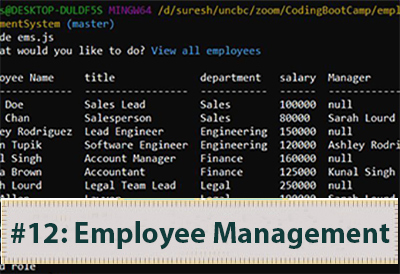 s@DESKTOP-DULDF5S MINGW64 /d/suresh/uncbc/zoom/CodingBootCamp/empl
mentSystem (master)
de ems.js
at would you like to do? View all employees
oyee Name title department salary Manager
Doe Sales Lead Sales 100000 null
Chan Salesperson Sales 80000 Sarah Lourd
ey Rodriguez Lead Engineer Engineering 150000 null
n Tupik Software Engineer Engineering 120000 Ashley Rodri
l Singh Account Manager Finance 160000 null
a Brown Accountant Finance 125000 Kunal Singh
h Lourd Legal Team Lead Legal 250000 null
#12: Employee Management
d role